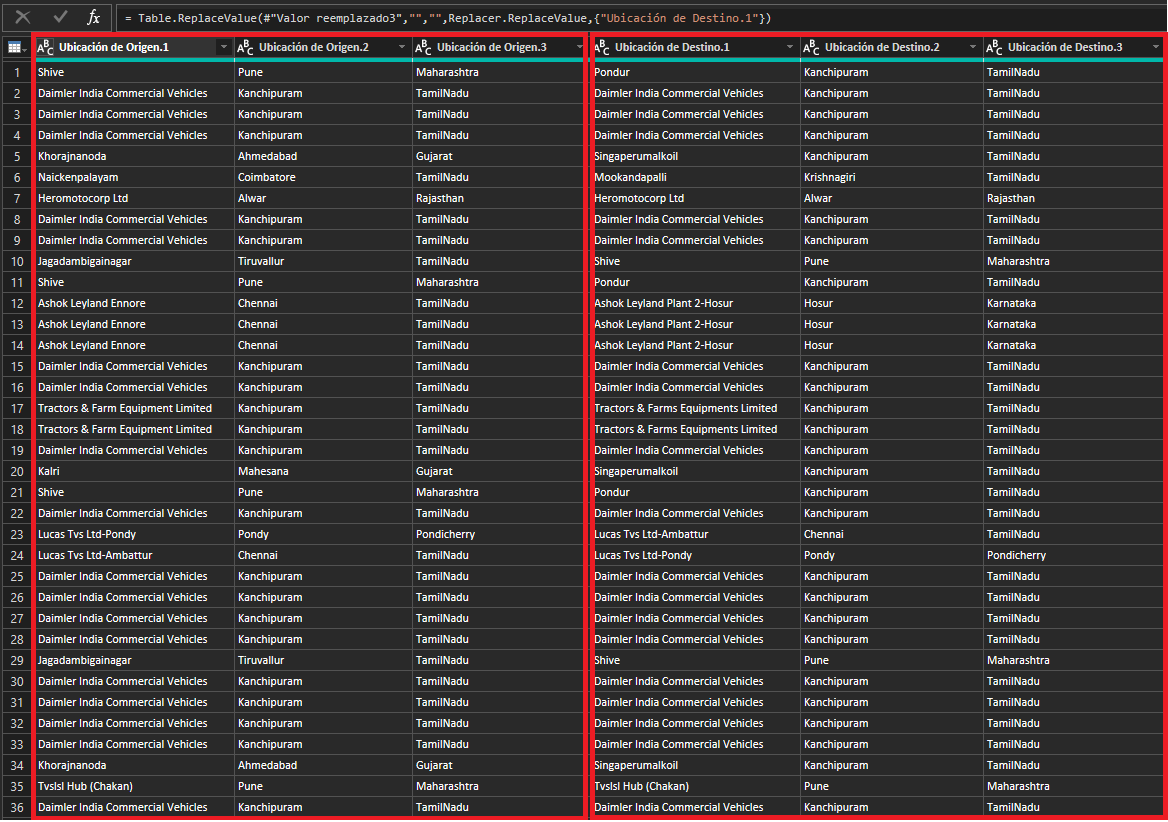 fx = Table.ReplaceValue(#"Valor reemplazado3","","",Replacer.ReplaceValue,{"Ubicación de Destino.1"})
ABC Ubicación de Origen.1 ABC Ubicación de Origen.2 ABC Ubicación de Origen.3 ABC Ubicación de Destino.1 ABC Ubicación de Destino.2 ABC Ubicación de Destino.3
1 Shive Pune Maharashtra Pondur Kanchipuram TamilNadu
2 Daimler India Commercial Vehicles Kanchipuram TamilNadu Daimler India Commercial Vehicles Kanchipuram TamilNadu
3 Daimler India Commercial Vehicles Kanchipuram TamilNadu Daimler India Commercial Vehicles Kanchipuram TamilNadu
4 Daimler India Commercial Vehicles Kanchipuram TamilNadu Daimler India Commercial Vehicles Kanchipuram TamilNadu
5 Khorajnanoda Ahmedabad Gujarat Singaperumalkoil Kanchipuram TamilNadu
6 Naickenpalayam Coimbatore TamilNadu Mookandapalli Krishnagiri TamilNadu
7 Heromotocorp Ltd Alwar Rajasthan Heromotocorp Ltd Alwar Rajasthan
8 Daimler India Commercial Vehicles Kanchipuram TamilNadu Daimler India Commercial Vehicles Kanchipuram TamilNadu
9 Daimler India Commercial Vehicles Kanchipuram TamilNadu Daimler India Commercial Vehicles Kanchipuram TamilNadu
10 Jagadambigainagar Tiruvallur TamilNadu Shive Pune Maharashtra
11 Shive Pune Maharashtra Pondur Kanchipuram TamilNadu
12 Ashok Leyland Ennore Chennai TamilNadu Ashok Leyland Plant 2-Hosur Hosur Karnataka
13 Ashok Leyland Ennore Chennai TamilNadu Ashok Leyland Plant 2-Hosur Hosur Karnataka
14 Ashok Leyland Ennore Chennai TamilNadu Ashok Leyland Plant 2-Hosur Hosur Karnataka
15 Daimler India Commercial Vehicles Kanchipuram TamilNadu Daimler India Commercial Vehicles Kanchipuram TamilNadu
16 Daimler India Commercial Vehicles Kanchipuram TamilNadu Daimler India Commercial Vehicles Kanchipuram TamilNadu
17 Tractors & Farm Equipment Limited Kanchipuram TamilNadu Tractors & Farms Equipments Limited Kanchipuram TamilNadu
18 Tractors & Farm Equipment Limited Kanchipuram TamilNadu Tractors & Farms Equipments Limited Kanchipuram TamilNadu
19 Daimler India Commercial Vehicles Kanchipuram TamilNadu Daimler India Commercial Vehicles Kanchipuram TamilNadu
20 Kalri Mahesana Gujarat Singaperumalkoil Kanchipuram TamilNadu
21 Shive Pune Maharashtra Pondur Kanchipuram TamilNadu
22 Daimler India Commercial Vehicles Kanchipuram TamilNadu Daimler India Commercial Vehicles Kanchipuram TamilNadu
23 Lucas Tvs Ltd-Pondy Pondy Pondicherry Lucas Tvs Ltd-Ambattur Chennai TamilNadu
24 Lucas Tvs Ltd-Ambattur Chennai TamilNadu Lucas Tvs Ltd-Pondy Pondy Pondicherry
25 Daimler India Commercial Vehicles Kanchipuram TamilNadu Daimler India Commercial Vehicles Kanchipuram TamilNadu
26 Daimler India Commercial Vehicles Kanchipuram TamilNadu Daimler India Commercial Vehicles Kanchipuram TamilNadu
27 Daimler India Commercial Vehicles Kanchipuram TamilNadu Daimler India Commercial Vehicles Kanchipuram TamilNadu
28 Daimler India Commercial Vehicles Kanchipuram TamilNadu Daimler India Commercial Vehicles Kanchipuram TamilNadu
29 Jagadambigainagar Tiruvallur TamilNadu Shive Pune Maharashtra
30 Daimler India Commercial Vehicles Kanchipuram TamilNadu Daimler India Commercial Vehicles Kanchipuram TamilNadu
31 Daimler India Commercial Vehicles Kanchipuram TamilNadu Daimler India Commercial Vehicles Kanchipuram TamilNadu
32 Daimler India Commercial Vehicles Kanchipuram TamilNadu Daimler India Commercial Vehicles Kanchipuram TamilNadu
33 Daimler India Commercial Vehicles Kanchipuram TamilNadu Daimler India Commercial Vehicles Kanchipuram TamilNadu
34 Khorajnanoda Ahmedabad Gujarat Singaperumalkoil Kanchipuram TamilNadu
35 Tvslsl Hub (Chakan) Pune Maharashtra Tvslsl Hub (Chakan) Pune Maharashtra
36 Daimler India Commercial Vehicles Kanchipuram TamilNadu Daimler India Commercial Vehicles Kanchipuram TamilNadu